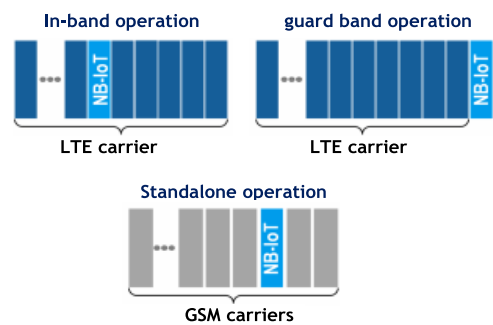 In-band operation
guard band operation
NB-IoT
NB-IoT
LTE carrier
LTE carrier
Standalone operation
NB-IoT
GSM carriers